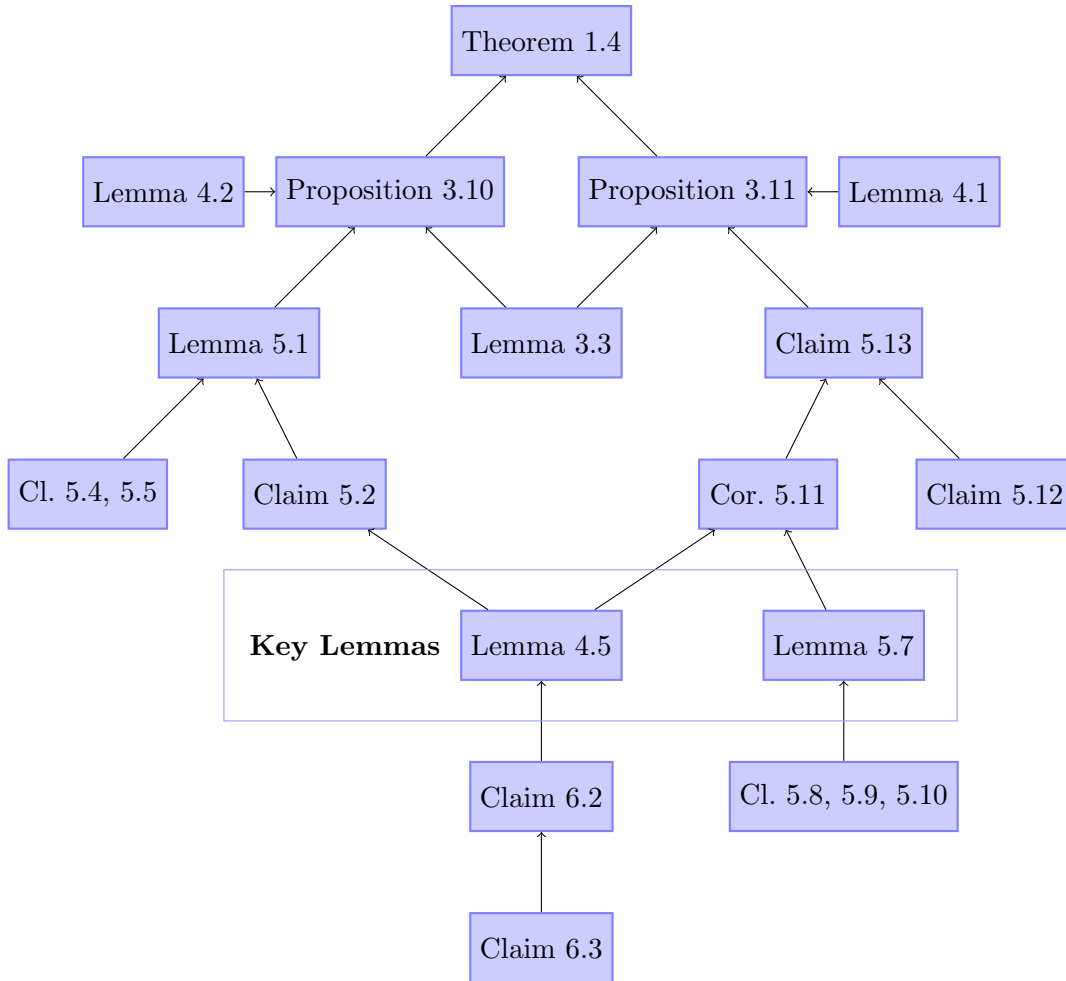 Theorem 1.4
Lemma 4.2
Proposition 3.10
Proposition 3.11
Lemma 4.1
Lemma 5.1
Lemma 3.3
Claim 5.13
Cl. 5.4, 5.5
Claim 5.2
Cor. 5.11
Claim 5.12
Key Lemmas
Lemma 4.5
Lemma 5.7
Claim 6.2
Cl. 5.8, 5.9, 5.10
Claim 6.3